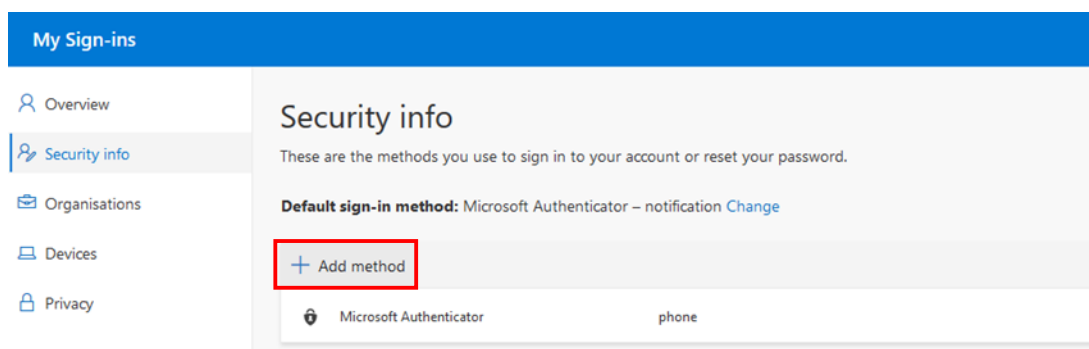 My Sign-ins
Overview
Security info
Organisations
Devices
Privacy
Security info
These are the methods you use to sign in to your account or reset your password.
Default sign-in method: Microsoft Authenticator – notification Change
+ Add method
Microsoft Authenticator phone